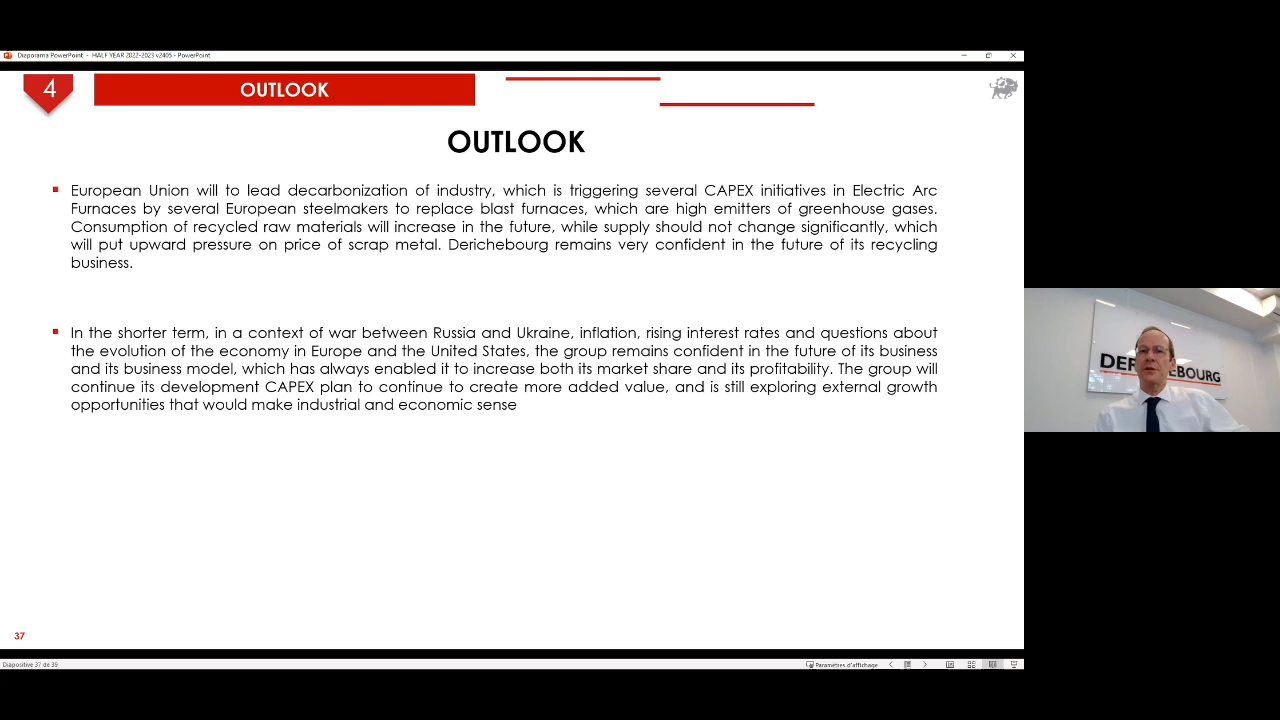 Diaporama PowerPoint - HALF YEAR 2022-2023 v2405 - PowerPoint
4
OUTLOOK
OUTLOOK
European Union will to lead decarbonization of industry, which is triggering several CAPEX initiatives in Electric Arc
Furnaces by several European steelmakers to replace blast furnaces, which are high emitters of greenhouse gases.
Consumption of recycled raw materials will increase in the future, while supply should not change significantly, which
will put upward pressure on price of scrap metal. Derichebourg remains very confident in the future of its recycling
business.
In the shorter term, in a context of war between Russia and Ukraine, inflation, rising interest rates and questions about
the evolution of the economy in Europe and the United States, the group remains confident in the future of its business
and its business model, which has always enabled it to increase both its market share and its profitability. The group will
continue its development CAPEX plan to continue to create more added value, and is still exploring external growth
opportunities that would make industrial and economic sense
37
Diapositive 37 de 39
Paramètres d'affichage